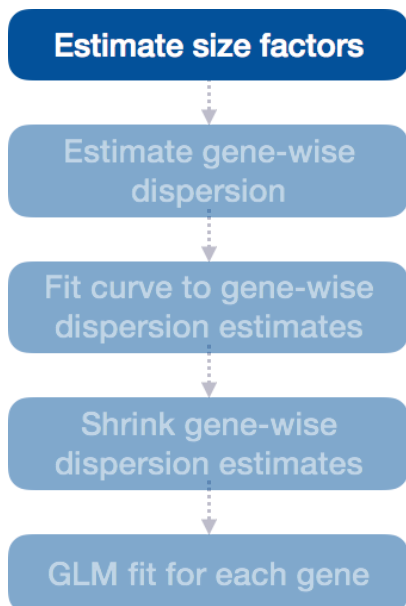 Estimate size factors
Estimate gene-wise
dispersion
Fit curve to gene-wise
dispersion estimates
Shrink gene-wise
dispersion estimates
GLM fit for each gene